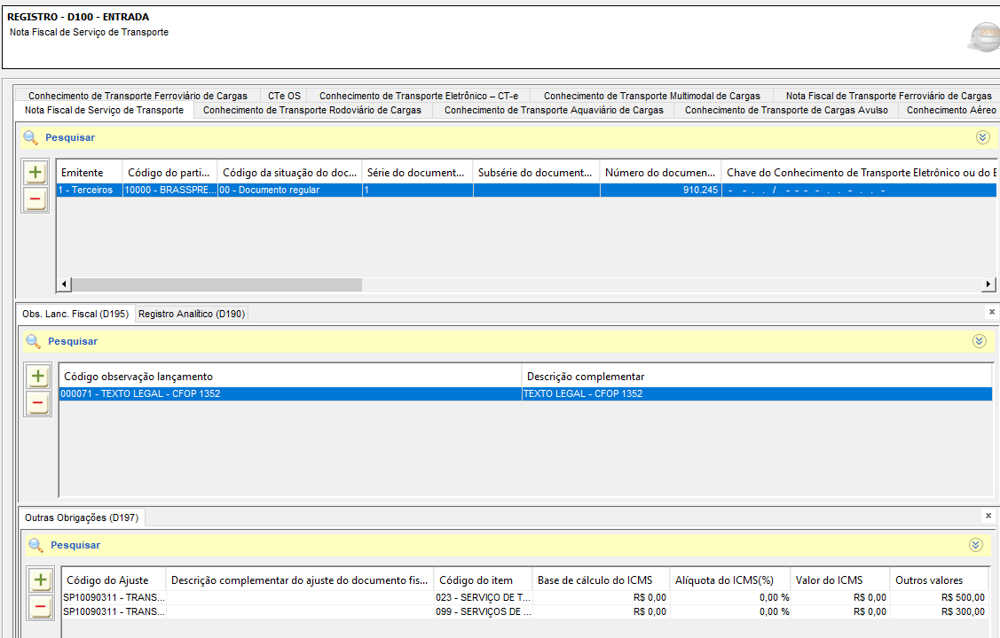 REGISTRO - D100 - ENTRADA
Nota Fiscal de Serviço de Transporte
Conhecimento de Transporte Ferroviário de Cargas CTe OS Conhecimento de Transporte Eletrônico – CT-e Conhecimento de Transporte Multimodal de Cargas Nota Fiscal de Transporte Ferroviário de Cargas
Nota Fiscal de Serviço de Transporte Conhecimento de Transporte Rodoviário de Cargas Conhecimento de Transporte Aquaviário de Cargas Conhecimento de Transporte de Cargas Avulso Conhecimento Aéreo
Pesquisar
Emitente Código do parti... Código da situação do doc... Série do document... Subsérie do document... Número do documen... Chave do Conhecimento de Transporte Eletrônico ou do B
1 - Terceiros 10000 - BRASSPRE... 00 - Documento regular 1 910.245 - - . . / - - - - . . - . . -
Obs. Lanc. Fiscal (D195) Registro Analítico (D190)
Pesquisar
Código observação lançamento Descrição complementar
000071 - TEXTO LEGAL - CFOP 1352 TEXTO LEGAL - CFOP 1352
Outras Obrigações (D197)
Pesquisar
Código do Ajuste Descrição complementar do ajuste do documento fis... Código do item Base de cálculo do ICMS Alíquota do ICMS(%) Valor do ICMS Outros valores
SP10090311 - TRANS... 023 - SERVIÇO DE T... R$ 0,00 0,00 % R$ 0,00 R$ 500,00
SP10090311 - TRANS... 099 - SERVIÇOS DE ... R$ 0,00 0,00 % R$ 0,00 R$ 300,00